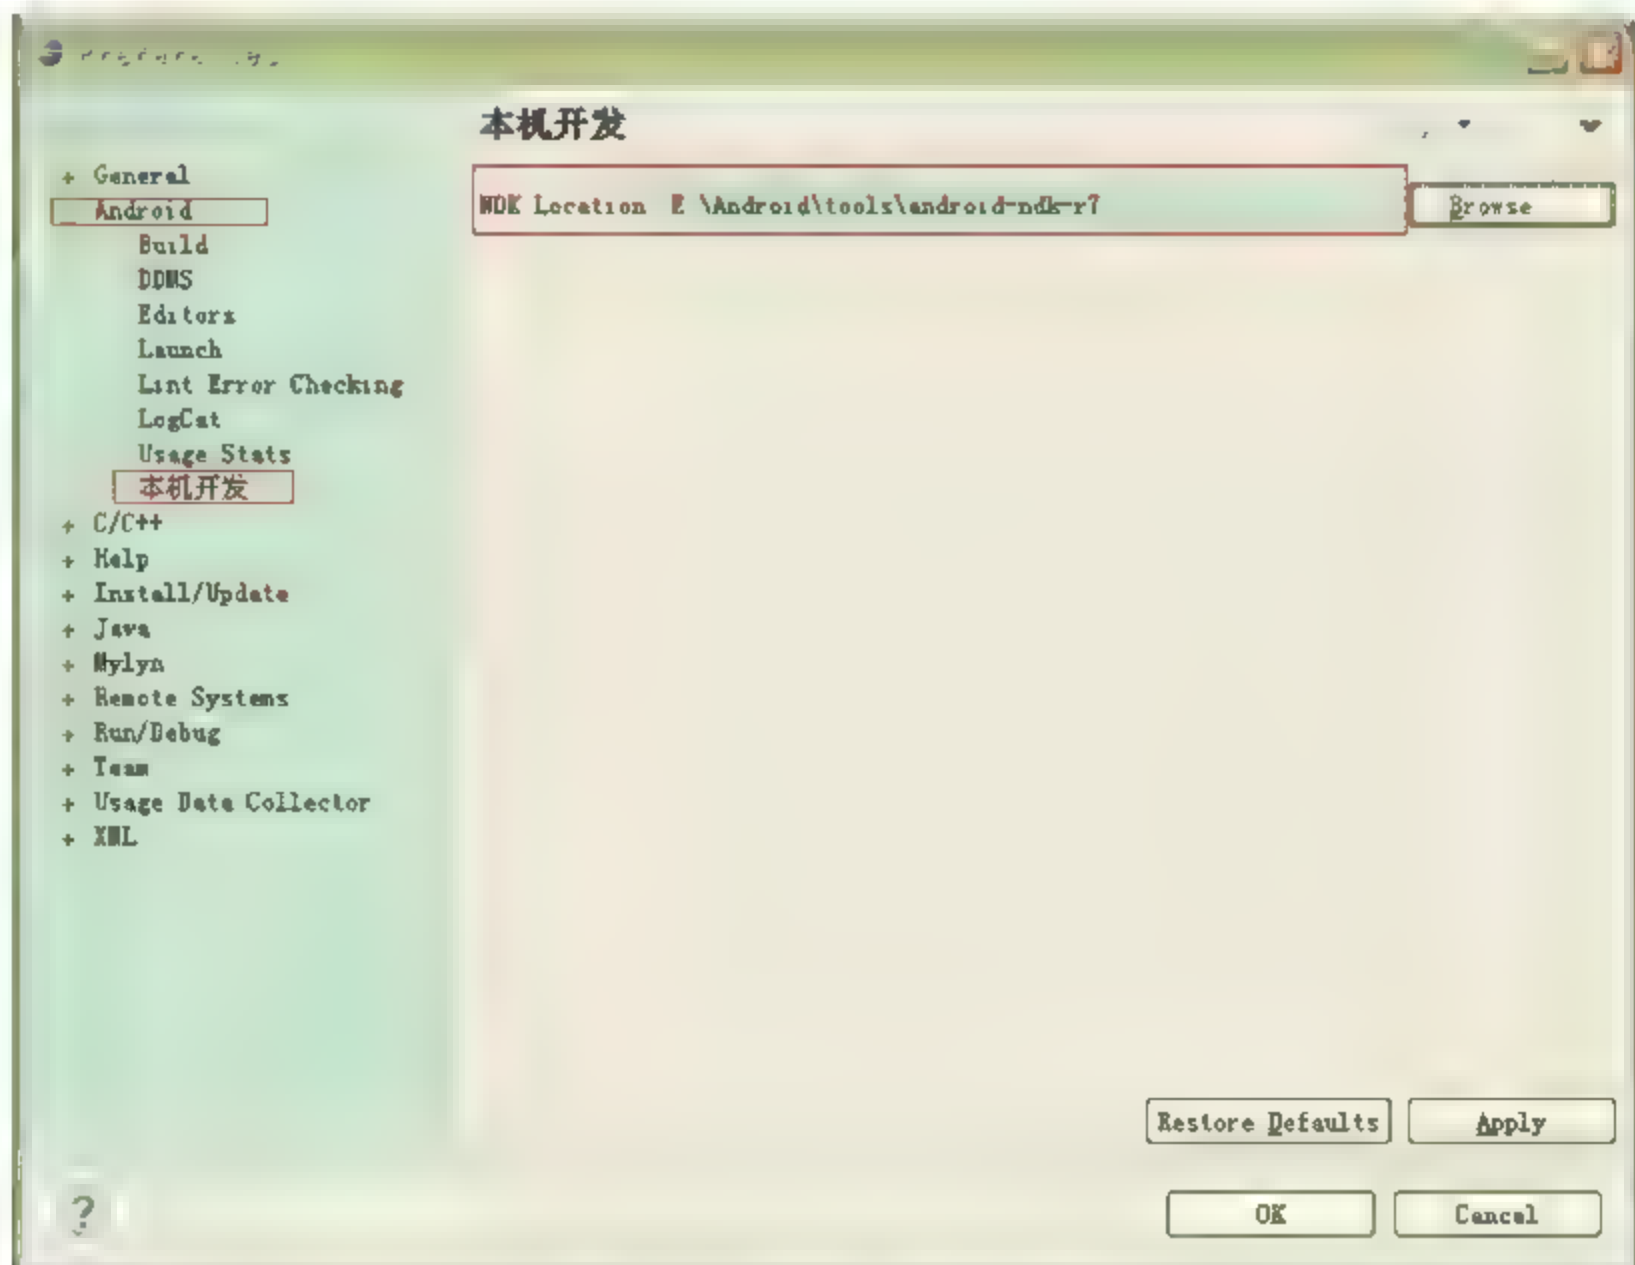 本机开发
+ General
Android
NDK Location E \Android\tools\android-ndk-r7
Browse
Build
DDMS
Editors
Launch
Lint Error Checking
LogCat
Usage Stats
本机开发
+ C/C++
+ Help
+ Install/Update
+ Java
+ Mylyn
+ Remote Systems
+ Run/Debug
+ Team
+ Usage Data Collector
+ XML
Restore Defaults
Apply
?
OK
Cancel